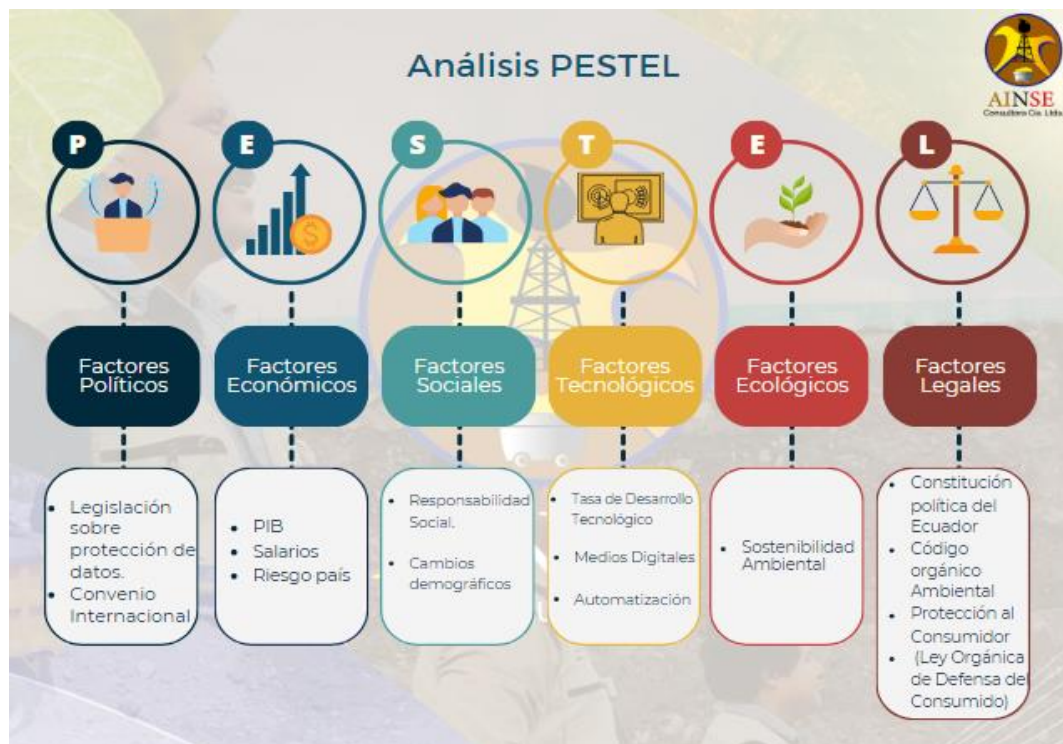 Análisis PESTEL
AINSE
Consultora Cia. Ltda.
P
E
S
T
E
L
Factores
Políticos
Factores
Económicos
Factores
Sociales
Factores
Tecnológicos
Factores
Ecológicos
Factores
Legales
• Legislación
sobre
protección de
datos.
• Convenio
Internacional
• PIB
• Salarios
• Riesgo país
• Responsabilidad
Social.
• Cambios
demográficos
• Tasa de Desarrollo
Tecnológico
• Medios Digitales
• Automatización
• Sostenibilidad
Ambiental
• Constitución
política del
Ecuador
• Código
orgánico
Ambiental
• Protección al
Consumidor
• (Ley Orgánica
de Defensa del
Consumido)